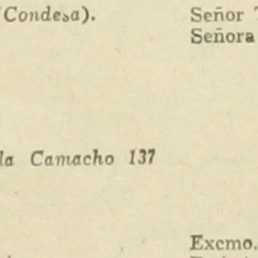 (Condesa).
Señor
Señora
la Camacho 137
Excmo.